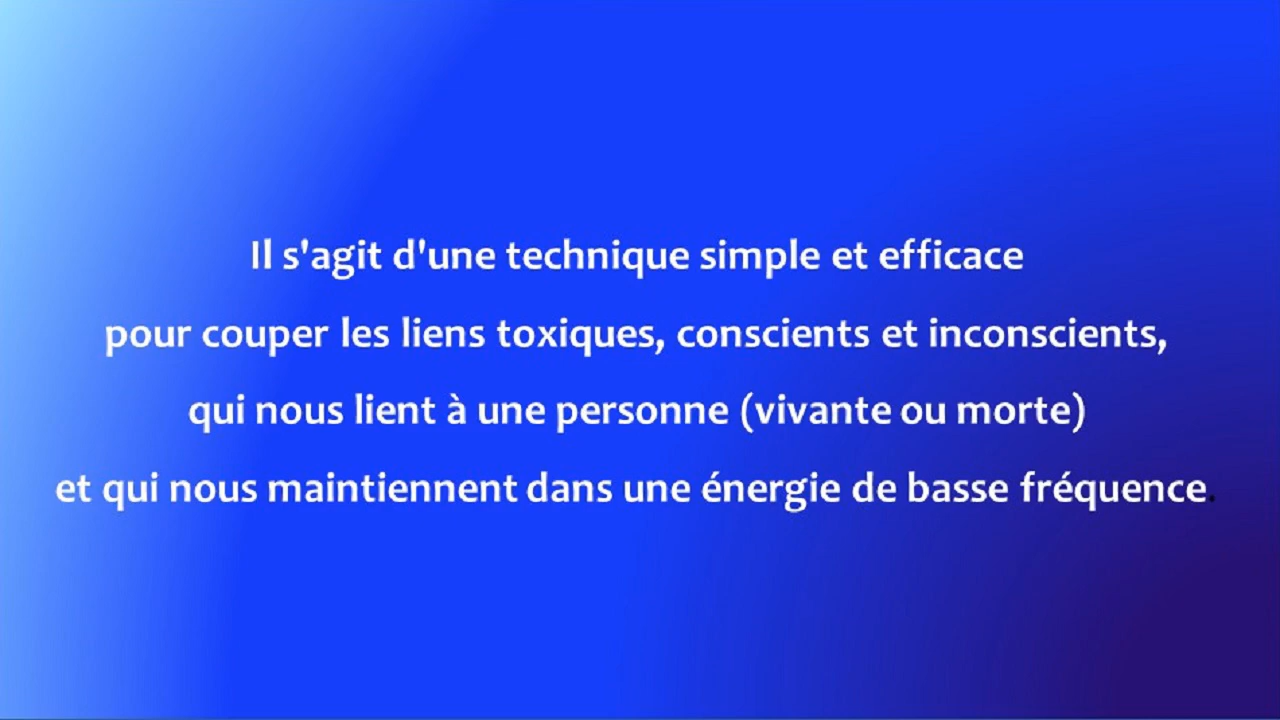 Il s'agit d'une technique simple et efficace
pour couper les liens toxiques, conscients et inconscients,
qui nous lient à une personne (vivante ou morte)
et qui nous maintiennent dans une énergie de basse fréquence.